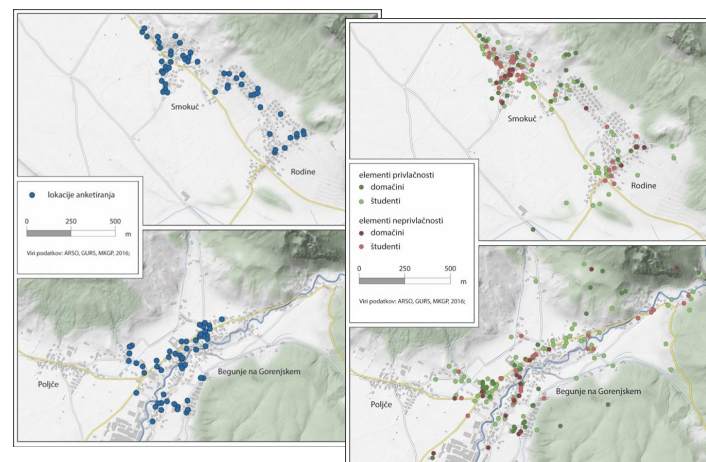 Smokuč
Rodine
lokacije anketiranja
0 250 500
m
Viri podatkov: ARSO, GURS, MKGP, 2016;
Poljče
Begunje na Gorenjskem
Smokuč
Rodine
elementi privlačnosti
domačini
študenti
elementi neprivlačnosti
domačini
študenti
0 250 500
m
Viri podatkov: ARSO, GURS, MKGP, 2016;
Begunje na Gorenjskem
Poljče